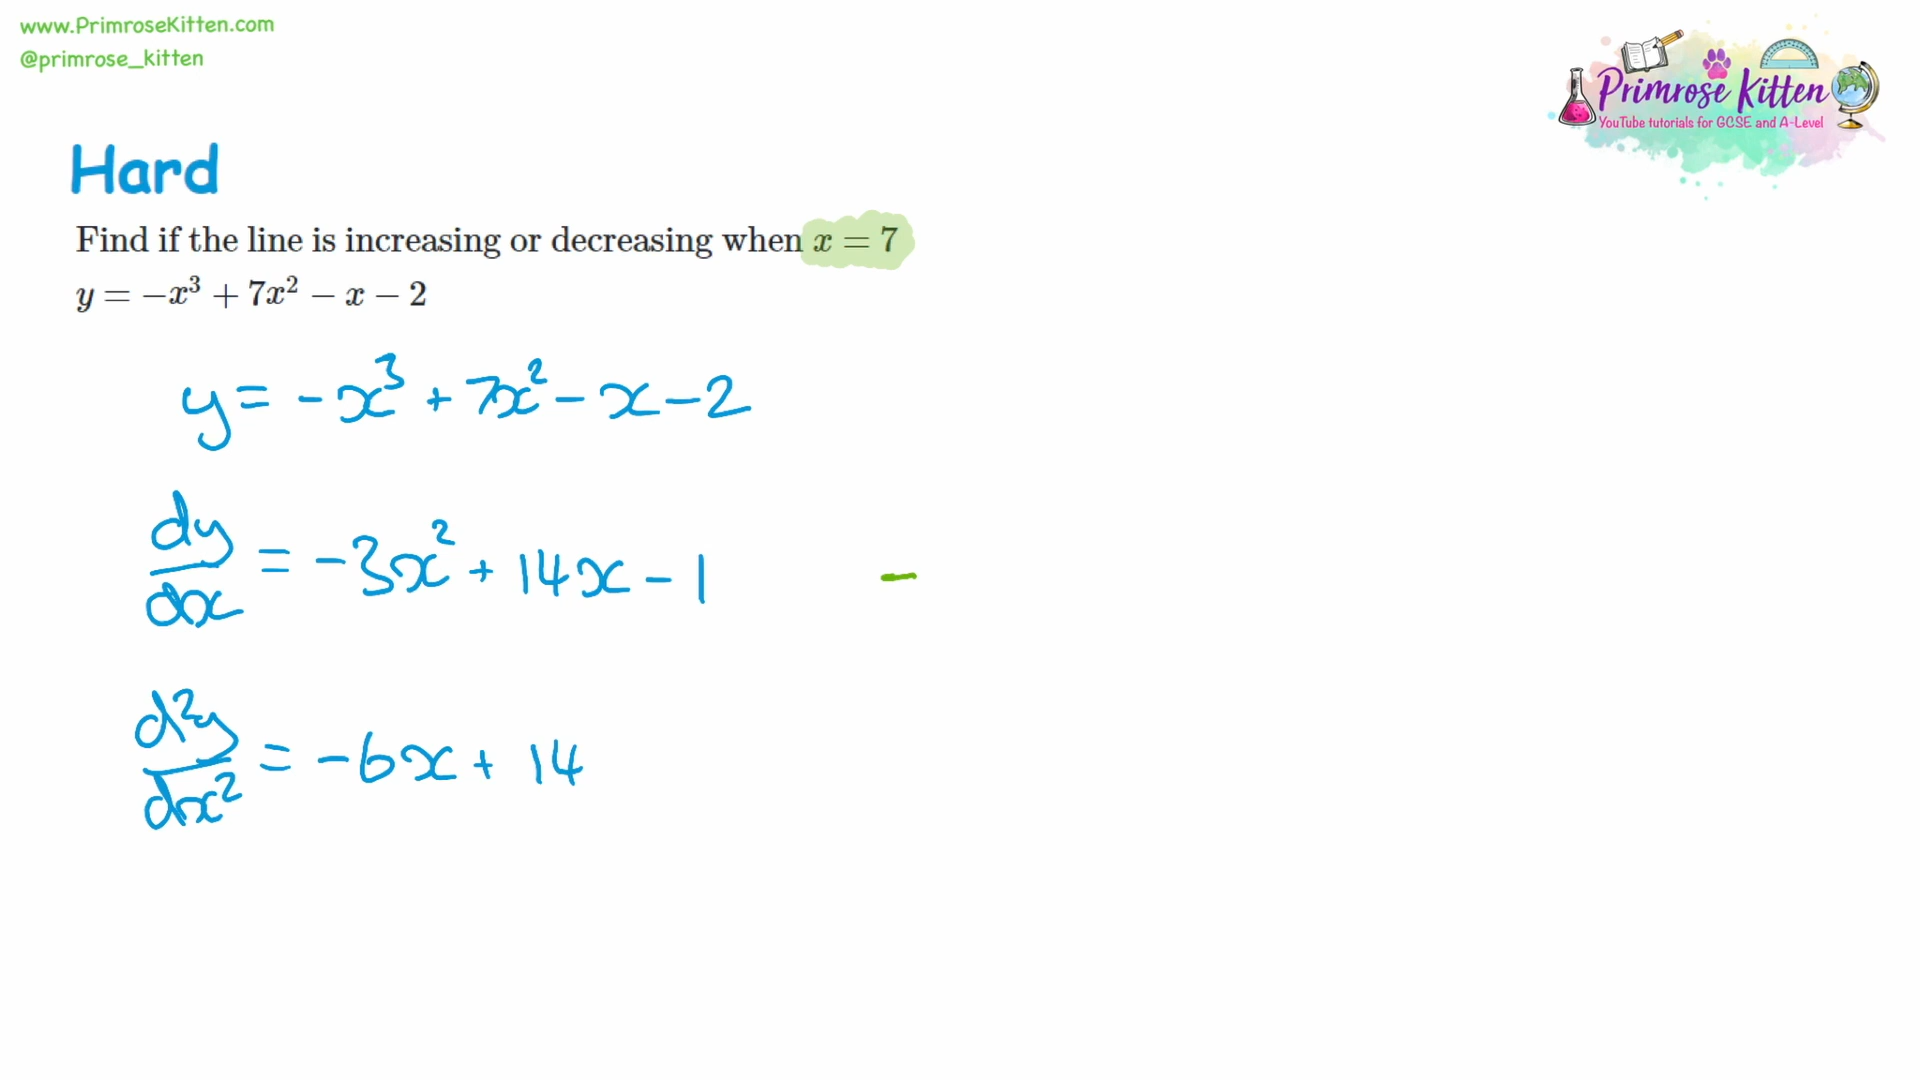 www.PrimroseKitten.com
@primrose_kitten
Primrose Kitten
YouTube tutorials for GCSE and A-Level
Hard
Find if the line is increasing or decreasing when x = 7
y = −x³ + 7x² − x − 2
y = -x³ + 7x² - x - 2
dy/dx = -3x² + 14x - 1 -
d²y/dx² = -6x + 14